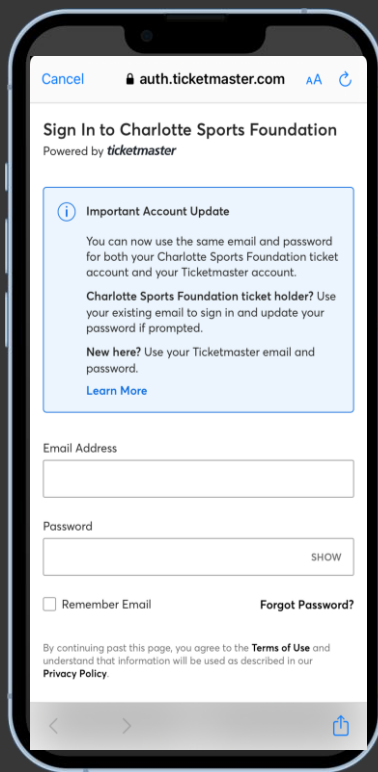 Cancel auth.ticketmaster.com AA
Sign In to Charlotte Sports Foundation
Powered by ticketmaster
Important Account Update
You can now use the same email and password
for both your Charlotte Sports Foundation ticket
account and your Ticketmaster account.
Charlotte Sports Foundation ticket holder? Use
your existing email to sign in and update your
password if prompted.
New here? Use your Ticketmaster email and
password.
Learn More
Email Address
Password
SHOW
Remember Email Forgot Password?
By continuing past this page, you agree to the Terms of Use and
understand that information will be used as described in our
Privacy Policy.